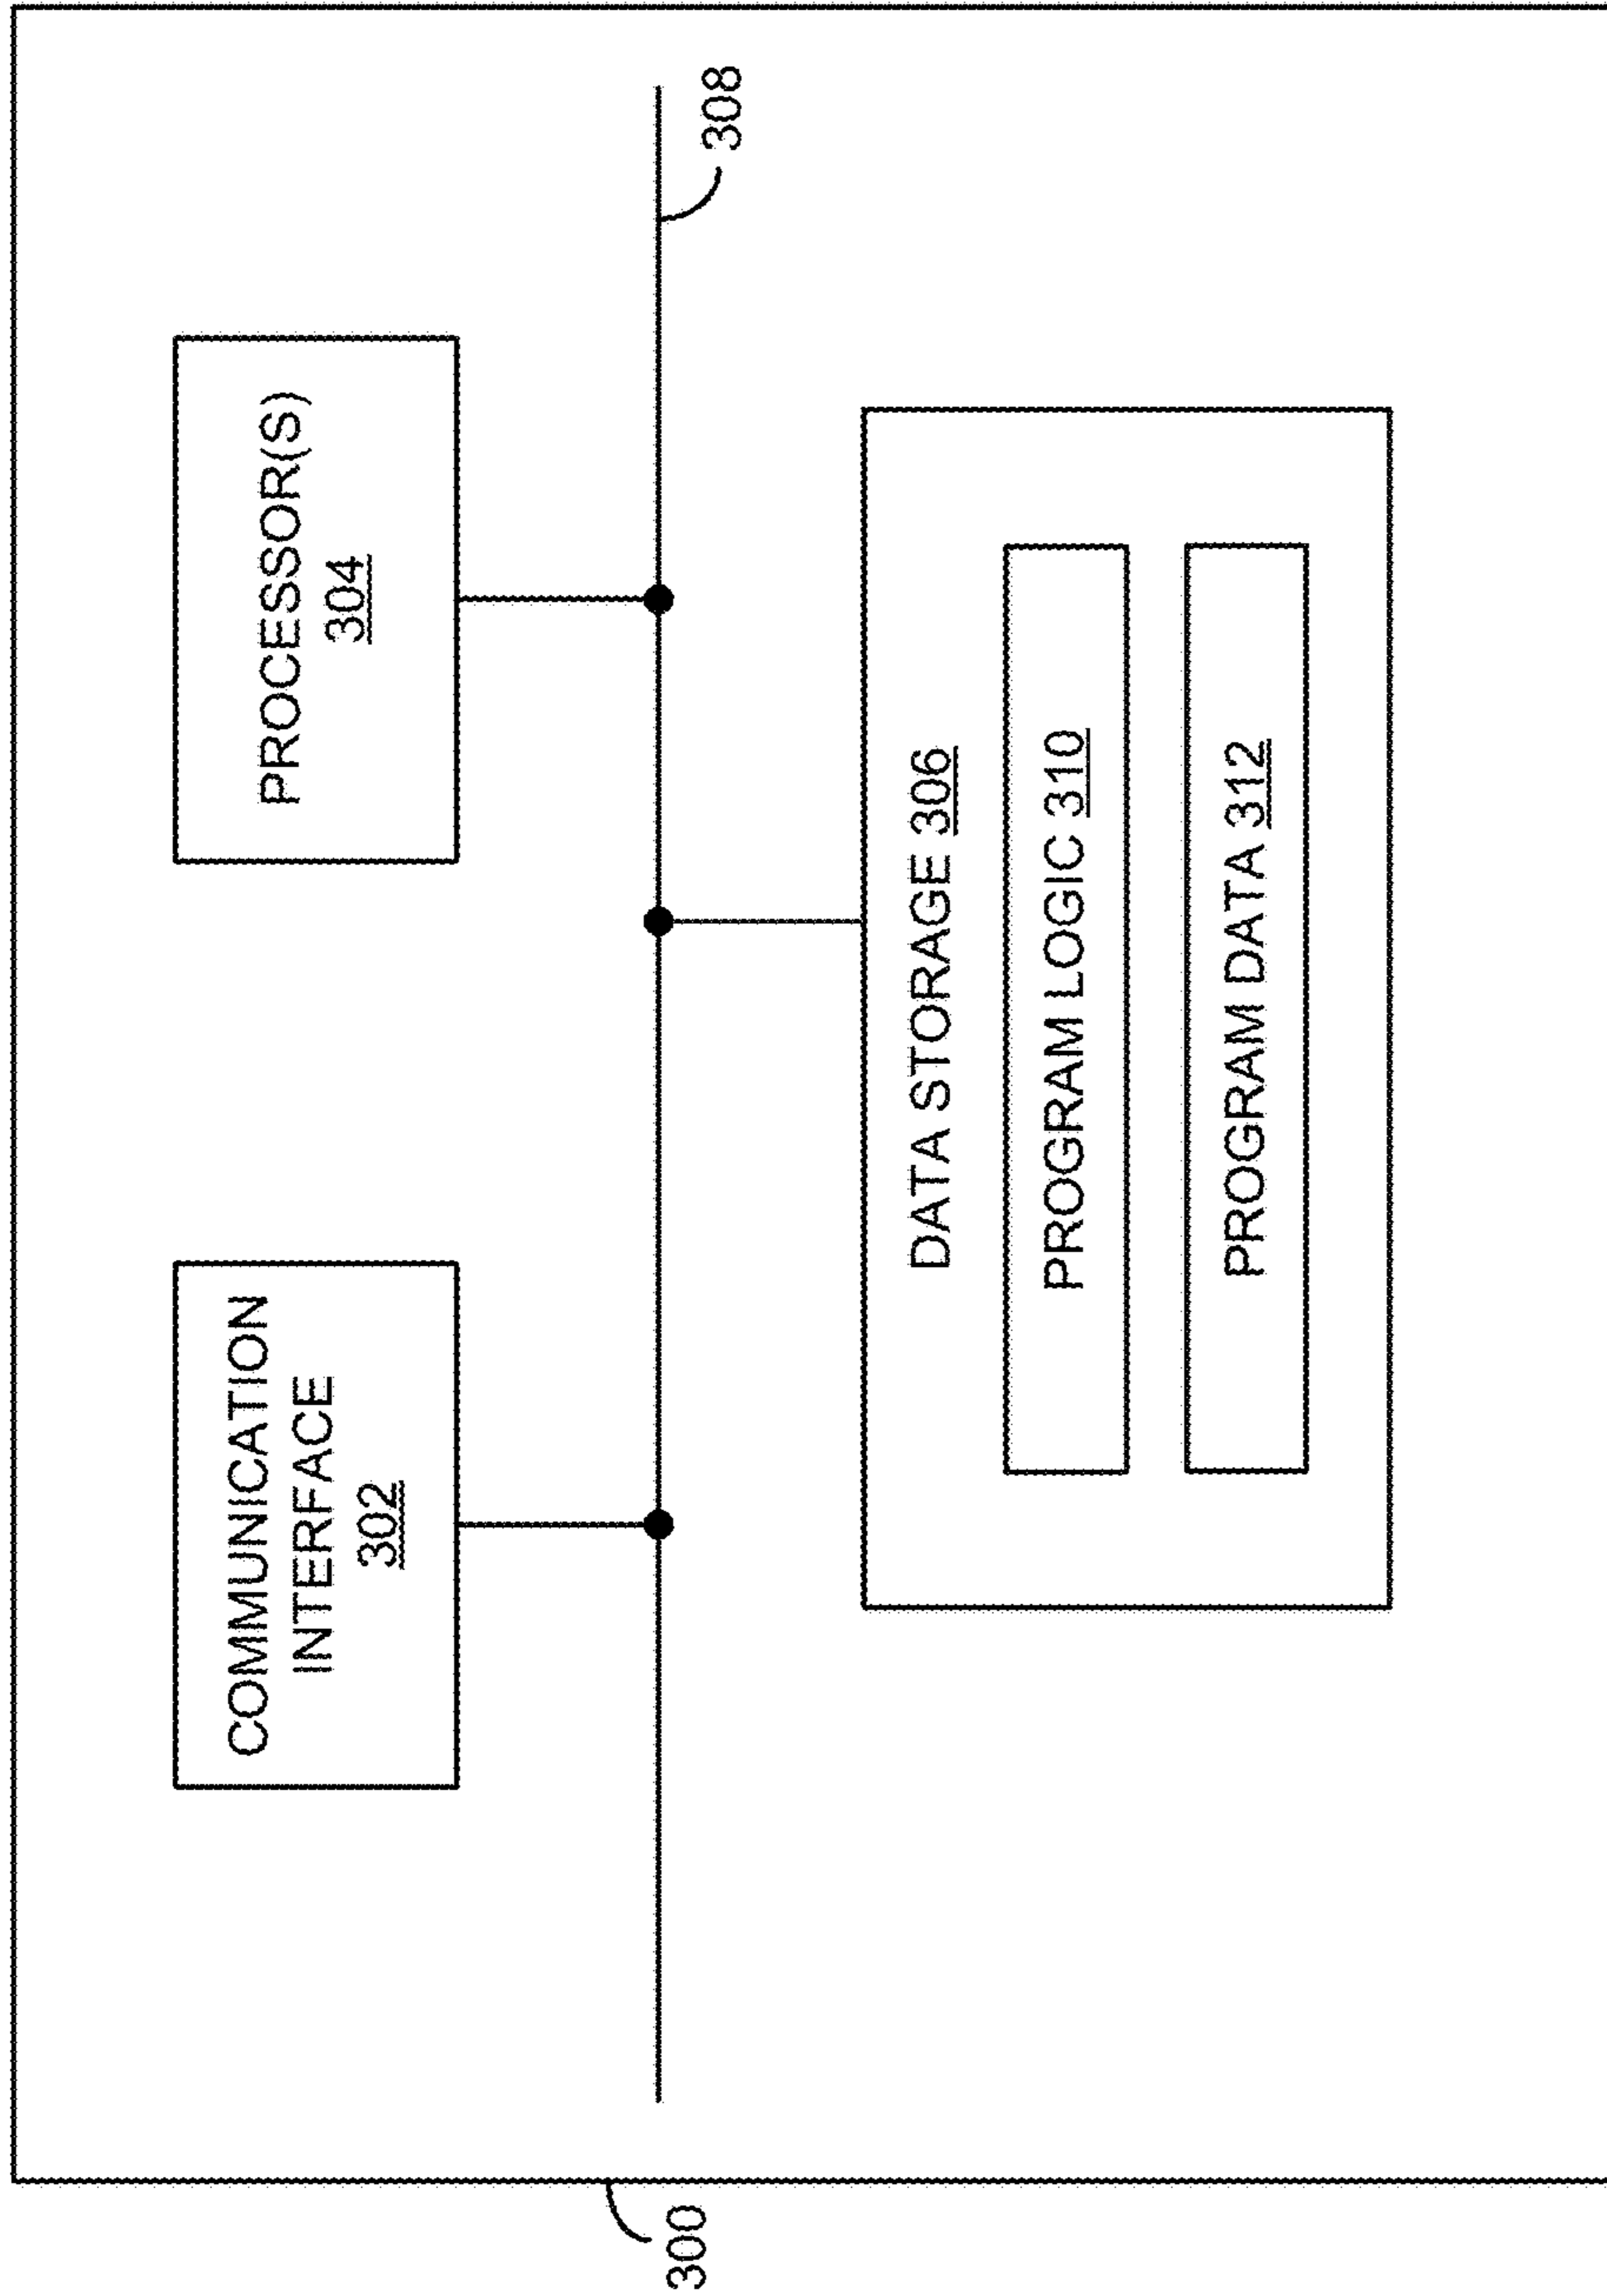 COMMUNICATION
INTERFACE
302
PROCESSOR(S)
304
308
DATA STORAGE 306
PROGRAM LOGIC 310
PROGRAM DATA 312
300